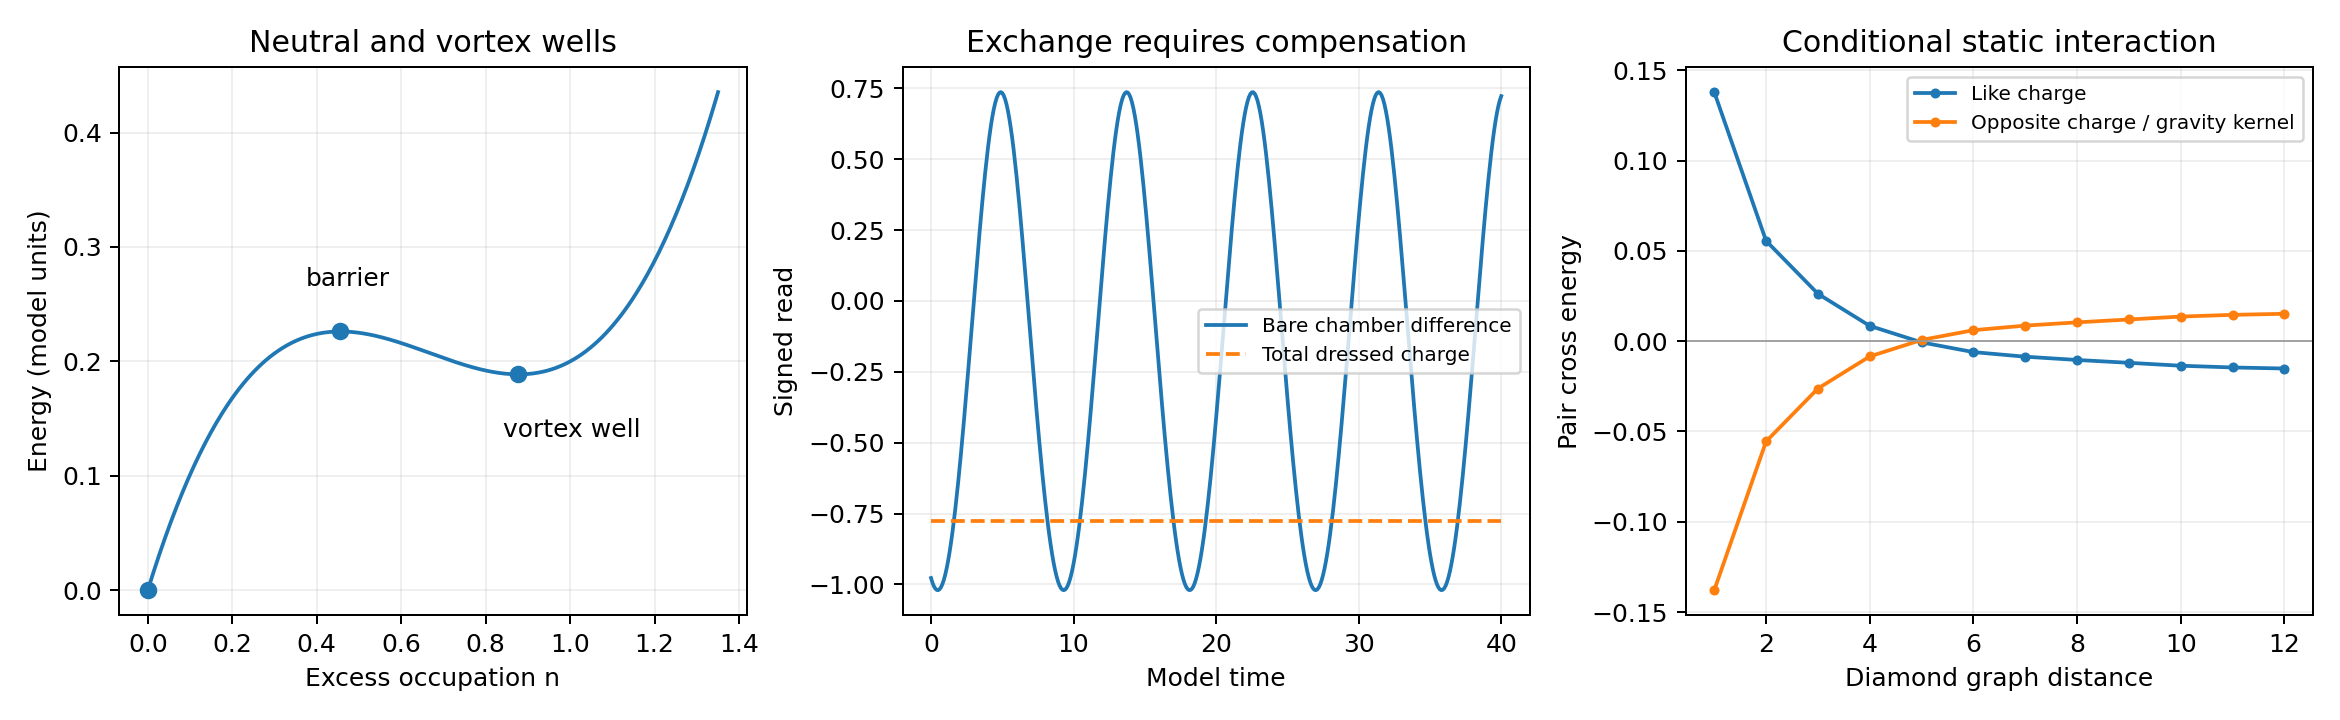 Neutral and vortex wells
0.4
0.3
0.2
0.1
0.0
Energy (model units)
barrier
vortex well
0.0 0.2 0.4 0.6 0.8 1.0 1.2 1.4
Excess occupation n
Exchange requires compensation
0.75
0.50
0.25
0.00
−0.25
−0.50
−0.75
−1.00
Signed read
Bare chamber difference
Total dressed charge
0 10 20 30 40
Model time
Conditional static interaction
0.15
0.10
0.05
0.00
−0.05
−0.10
−0.15
Pair cross energy
Like charge
Opposite charge / gravity kernel
2 4 6 8 10 12
Diamond graph distance